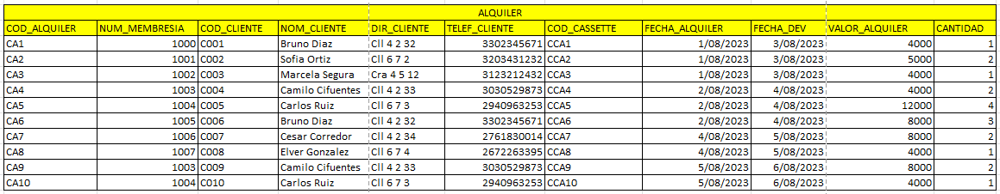 ALQUILER
COD_ALQUILER NUM_MEMBRESIA COD_CLIENTE NOM_CLIENTE DIR_CLIENTE TELEF_CLIENTE COD_CASSETTE FECHA_ALQUILER FECHA_DEV VALOR_ALQUILER CANTIDAD
CA1 1000 C001 Bruno Diaz Cll 4 2 32 3302345671 CCA1 1/08/2023 3/08/2023 4000 1
CA2 1001 C002 Sofia Ortiz Cll 6 7 2 3203431232 CCA2 1/08/2023 3/08/2023 5000 2
CA3 1002 C003 Marcela Segura Cra 4 5 12 3123212432 CCA3 1/08/2023 3/08/2023 4000 1
CA4 1003 C004 Camilo Cifuentes Cll 4 2 33 3030529873 CCA4 2/08/2023 4/08/2023 4000 2
CA5 1004 C005 Carlos Ruiz Cll 6 7 3 2940963253 CCA5 2/08/2023 4/08/2023 12000 4
CA6 1005 C006 Bruno Diaz Cll 4 2 32 3302345671 CCA6 2/08/2023 4/08/2023 8000 3
CA7 1006 C007 Cesar Corredor Cll 4 2 34 2761830014 CCA7 4/08/2023 5/08/2023 8000 2
CA8 1007 C008 Elver Gonzalez Cll 6 7 4 2672263395 CCA8 4/08/2023 5/08/2023 4000 1
CA9 1003 C009 Camilo Cifuentes Cll 4 2 33 3030529873 CCA9 5/08/2023 6/08/2023 8000 2
CA10 1004 C010 Carlos Ruiz Cll 6 7 3 2940963253 CCA10 5/08/2023 6/08/2023 4000 1